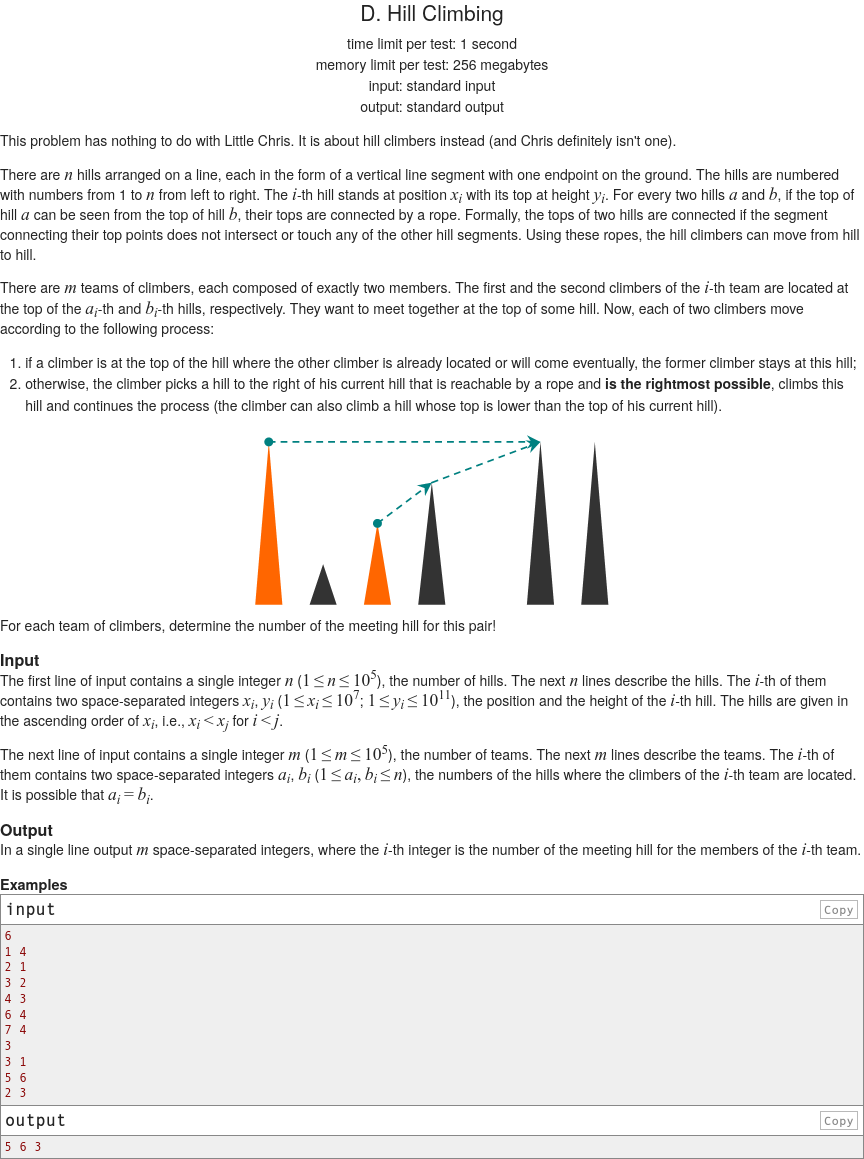 D. Hill Climbing
time limit per test: 1 second
memory limit per test: 256 megabytes
input: standard input
output: standard output
This problem has nothing to do with Little Chris. It is about hill climbers instead (and Chris definitely isn't one).
There are n hills arranged on a line, each in the form of a vertical line segment with one endpoint on the ground. The hills are numbered
with numbers from 1 to n from left to right. The i-th hill stands at position x_i with its top at height y_i. For every two hills a and b, if the top of
hill a can be seen from the top of hill b, their tops are connected by a rope. Formally, the tops of two hills are connected if the segment
connecting their top points does not intersect or touch any of the other hill segments. Using these ropes, the hill climbers can move from hill
to hill.
There are m teams of climbers, each composed of exactly two members. The first and the second climbers of the i-th team are located at
the top of the a_i-th and b_i-th hills, respectively. They want to meet together at the top of some hill. Now, each of two climbers move
according to the following process:
1. if a climber is at the top of the hill where the other climber is already located or will come eventually, the former climber stays at this hill;
2. otherwise, the climber picks a hill to the right of his current hill that is reachable by a rope and is the rightmost possible, climbs this
hill and continues the process (the climber can also climb a hill whose top is lower than the top of his current hill).
For each team of climbers, determine the number of the meeting hill for this pair!
Input
The first line of input contains a single integer n (1 ≤ n ≤ 10^5), the number of hills. The next n lines describe the hills. The i-th of them
contains two space-separated integers x_i, y_i (1 ≤ x_i ≤ 10^7; 1 ≤ y_i ≤ 10^11), the position and the height of the i-th hill. The hills are given in
the ascending order of x_i, i.e., x_i < x_j for i < j.
The next line of input contains a single integer m (1 ≤ m ≤ 10^5), the number of teams. The next m lines describe the teams. The i-th of
them contains two space-separated integers a_i, b_i (1 ≤ a_i, b_i ≤ n), the numbers of the hills where the climbers of the i-th team are located.
It is possible that a_i = b_i.
Output
In a single line output m space-separated integers, where the i-th integer is the number of the meeting hill for the members of the i-th team.
Examples
input Copy
6
1 4
2 1
3 2
4 3
6 4
7 4
3
3 1
5 6
2 3
output Copy
5 6 3